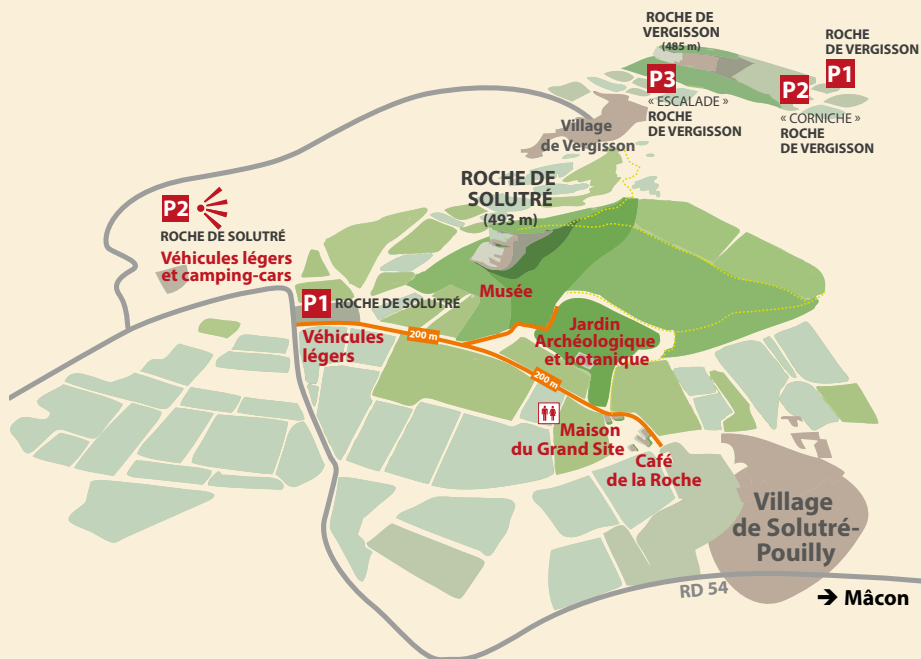 ROCHE DE
VERGISSON
(485 m)
ROCHE
DE VERGISSON
P1
P3
« ESCALADE »
ROCHE
DE VERGISSON
P2
« CORNICHE »
ROCHE
DE VERGISSON
Village
de Vergisson
ROCHE DE
SOLUTRÉ
(493 m)
P2
ROCHE DE SOLUTRÉ
Véhicules légers
et camping-cars
P1 ROCHE DE SOLUTRÉ
Véhicules
légers
Musée
200 m
Jardin
Archéologique
et botanique
200 m
Maison
du Grand Site
Café
de la Roche
Village
de Solutré-
Pouilly
RD 54
➔ Mâcon